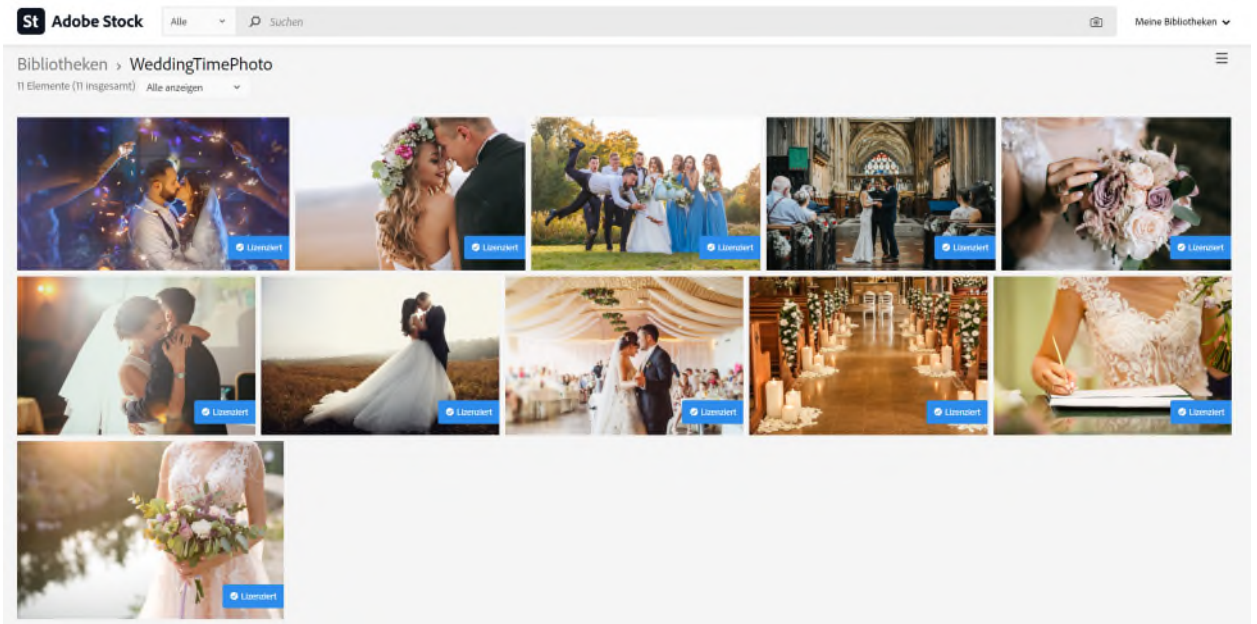 St Adobe Stock Alle Suchen Meine Bibliotheken
Bibliotheken › WeddingTimePhoto
11 Elemente (11 insgesamt) Alle anzeigen
Lizenziert Lizenziert Lizenziert Lizenziert Lizenziert
Lizenziert Lizenziert Lizenziert Lizenziert Lizenziert
Lizenziert